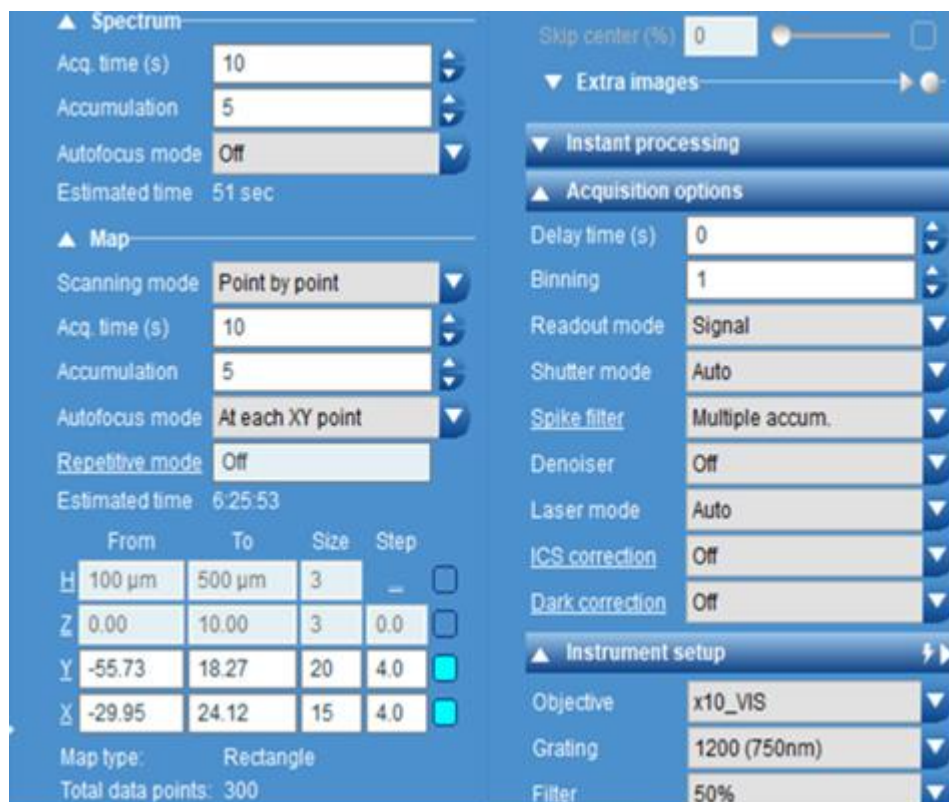 Spectrum
Acq. time (s) 10
Accumulation 5
Autofocus mode Off
Estimated time 51 sec
Map
Scanning mode Point by point
Acq. time (s) 10
Accumulation 5
Autofocus mode At each XY point
Repetitive mode Off
Estimated time 6:25:53
From To Size Step
H 100 µm 500 µm 3 _
Z 0.00 10.00 3 0.0
Y -55.73 18.27 20 4.0
X -29.95 24.12 15 4.0
Map type: Rectangle
Total data points: 300
Skip center (%) 0
Extra images
Instant processing
Acquisition options
Delay time (s) 0
Binning 1
Readout mode Signal
Shutter mode Auto
Spike filter Multiple accum.
Denoiser Off
Laser mode Auto
ICS correction Off
Dark correction Off
Instrument setup
Objective x10_VIS
Grating 1200 (750nm)
Filter 50%